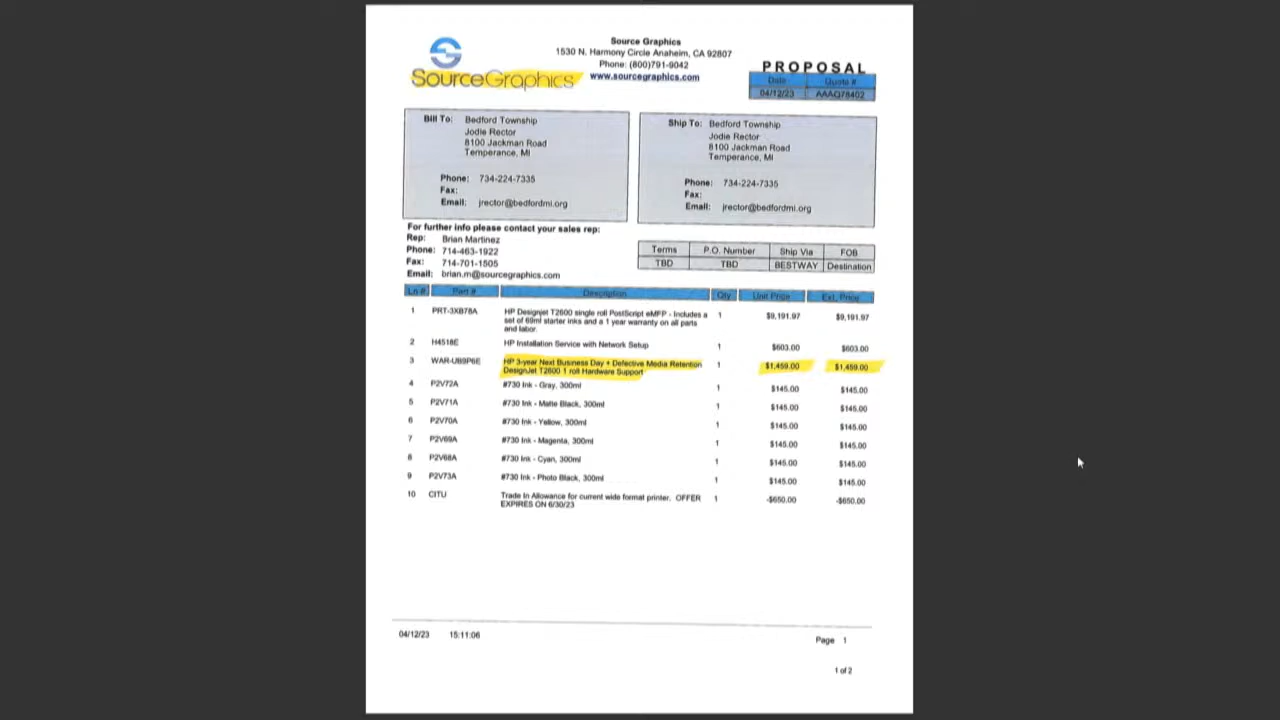 Source Graphics
1530 N. Harmony Circle Anaheim, CA 92807
Phone: (800)791-9042
www.sourcegraphics.com
SourceGraphics
PROPOSAL
Date Quote #
04/12/23 AAAQ78402
Bill To: Bedford Township
Jodie Rector
8100 Jackman Road
Temperance, MI
Phone: 734-224-7335
Fax:
Email: jrector@bedfordmi.org
Ship To: Bedford Township
Jodie Rector
8100 Jackman Road
Temperance, MI
Phone: 734-224-7335
Fax:
Email: jrector@bedfordmi.org
For further info please contact your sales rep:
Rep: Brian Martinez
Phone: 714-463-1922
Fax: 714-701-1505
Email: brian.m@sourcegraphics.com
Terms P.O. Number Ship Via FOB
TBD TBD BESTWAY Destination
Ln # Part # Description Qty Unit Price Ext. Price
1 PRT-3XB78A HP Designjet T2600 single roll PostScript eMFP - Includes a 1 $9,191.97 $9,191.97
set of 69ml starter inks and a 1 year warranty on all parts
and labor.
2 H4518E HP Installation Service with Network Setup 1 $603.00 $603.00
3 WAR-UB9P6E HP 3-year Next Business Day + Defective Media Retention 1 $1,459.00 $1,459.00
DesignJet T2600 1 roll Hardware Support
4 P2V72A #730 Ink - Gray, 300ml 1 $145.00 $145.00
5 P2V71A #730 Ink - Matte Black, 300ml 1 $145.00 $145.00
6 P2V70A #730 Ink - Yellow, 300ml 1 $145.00 $145.00
7 P2V69A #730 Ink - Magenta, 300ml 1 $145.00 $145.00
8 P2V68A #730 Ink - Cyan, 300ml 1 $145.00 $145.00
9 P2V73A #730 Ink - Photo Black, 300ml 1 $145.00 $145.00
10 CITU Trade In Allowance for current wide format printer. OFFER 1 -$650.00 -$650.00
EXPIRES ON 6/30/23
04/12/23 15:11:06
Page 1
1 of 2